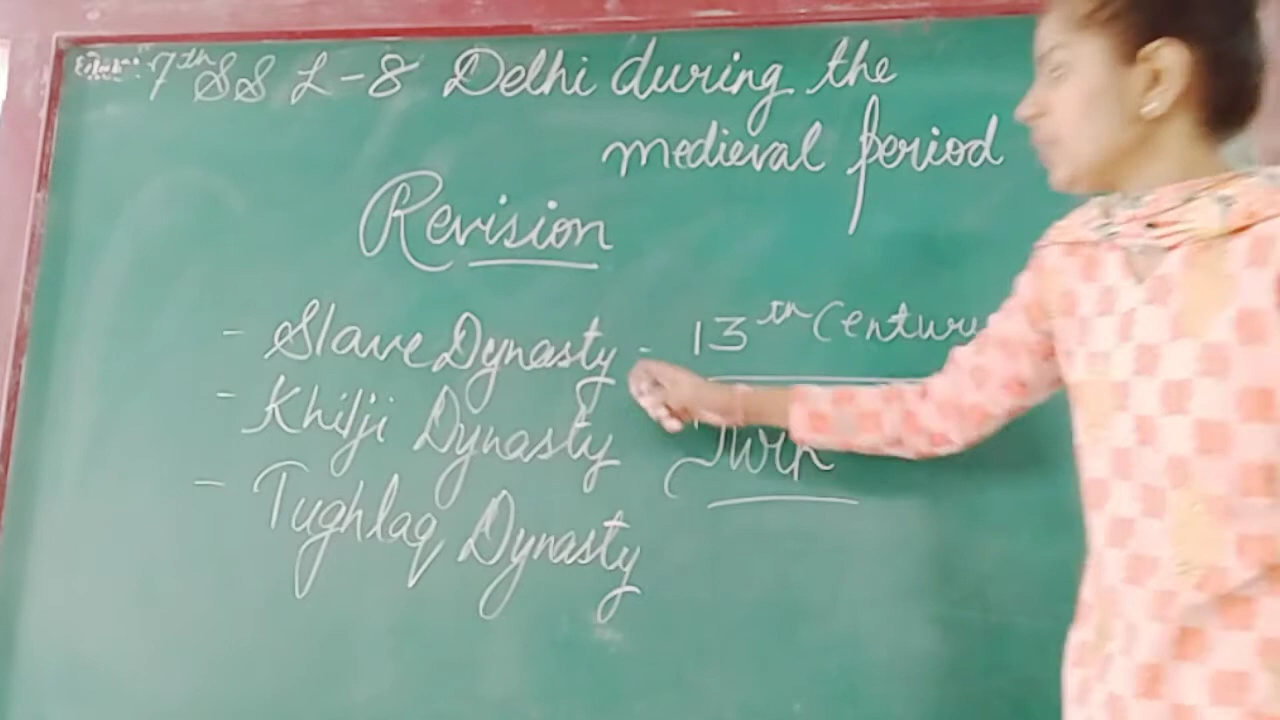 7th SS L-8 Delhi during the
medieval period
Revision
- Slave Dynasty - 13th Centur
- Khilji Dynasty
- Tughlaq Dynasty